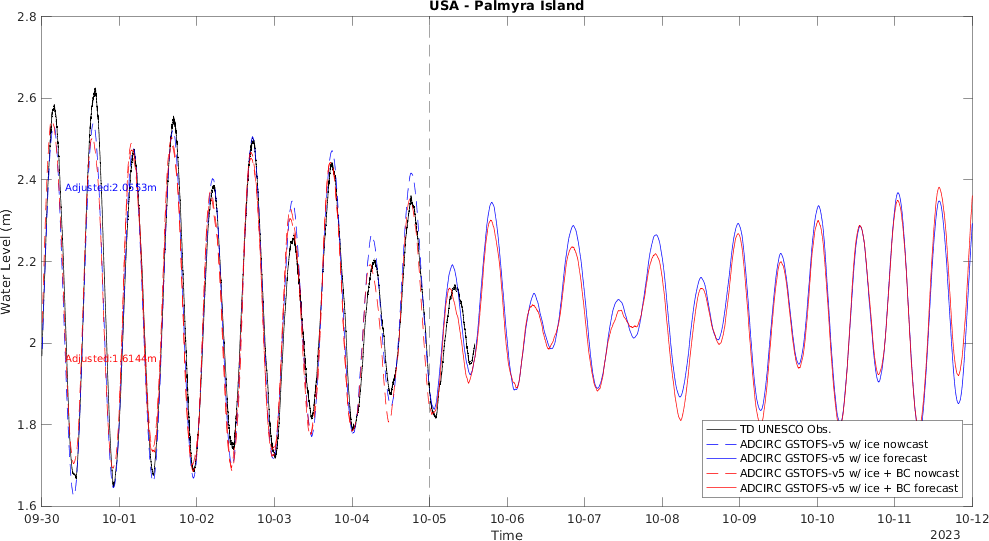 USA - Palmyra Island
2.8
2.6
2.4
2.2
2
1.8
1.6
Water Level (m)
Adjusted:2.0553m
Adjusted:1.6144m
TD UNESCO Obs.
ADCIRC GSTOFS-v5 w/ ice nowcast
ADCIRC GSTOFS-v5 w/ ice forecast
ADCIRC GSTOFS-v5 w/ ice + BC nowcast
ADCIRC GSTOFS-v5 w/ ice + BC forecast
09-30 10-01 10-02 10-03 10-04 10-05 10-06 10-07 10-08 10-09 10-10 10-11 10-12
Time
2023